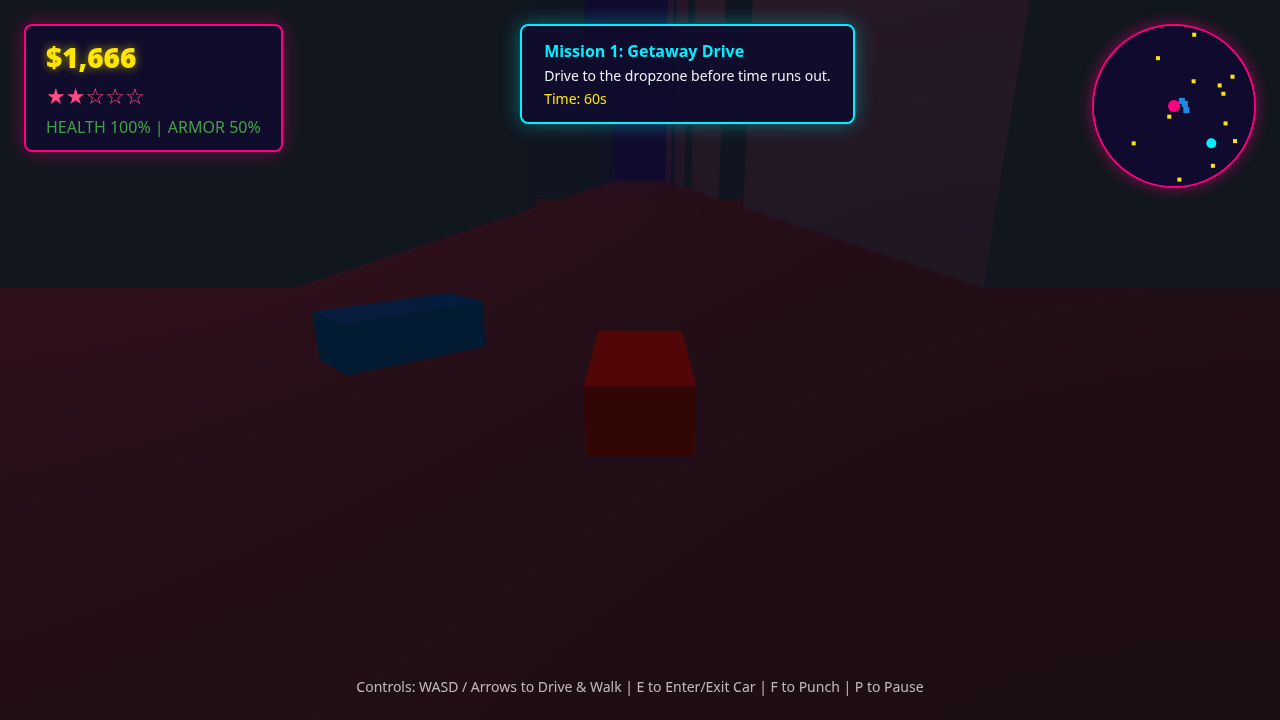 $1,666
★★☆☆☆
HEALTH 100% | ARMOR 50%
Mission 1: Getaway Drive
Drive to the dropzone before time runs out.
Time: 60s
Controls: WASD / Arrows to Drive & Walk | E to Enter/Exit Car | F to Punch | P to Pause